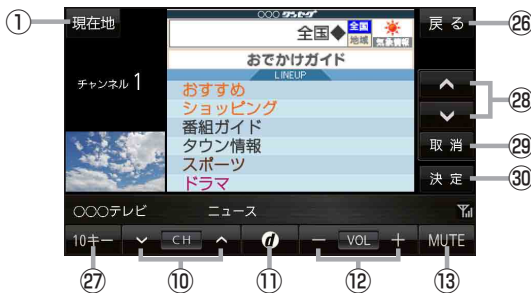 ① 現在地
○○○ ワンセグ
全国◆ 全国 地域 気象情報
戻る ㉖
おでかけガイド
LINEUP
チャンネル 1
おすすめ
ショッピング
番組ガイド
タウン情報
スポーツ
ドラマ
㉘
取消 ㉙
決定 ㉚
○○○テレビ ニュース
10キー CH d − VOL + MUTE
㉗ ⑩ ⑪ ⑫ ⑬